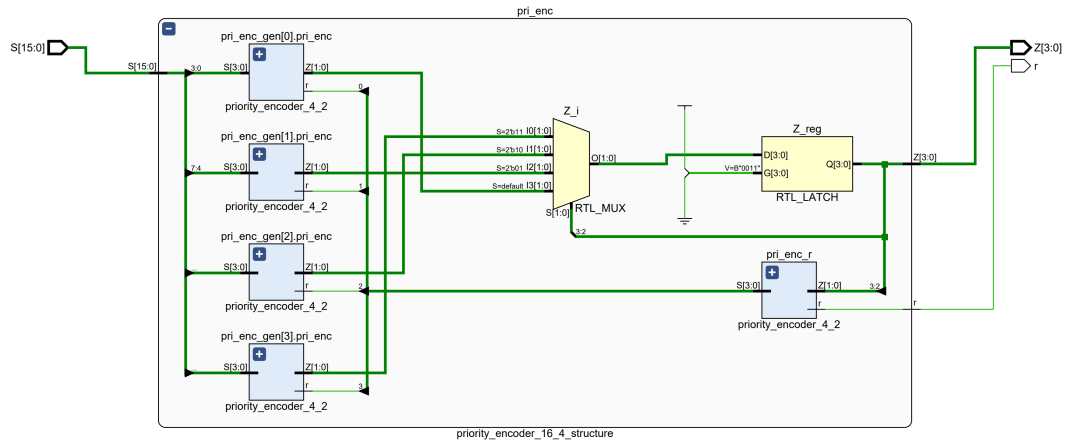 pri_enc
S[15:0]
S[15:0]
3:0
pri_enc_gen[0].pri_enc
S[3:0]
Z[1:0]
r
0
priority_encoder_4_2
7:4
pri_enc_gen[1].pri_enc
S[3:0]
Z[1:0]
r
1
priority_encoder_4_2
pri_enc_gen[2].pri_enc
S[3:0]
Z[1:0]
r
2
priority_encoder_4_2
pri_enc_gen[3].pri_enc
S[3:0]
Z[1:0]
r
3
priority_encoder_4_2
Z_i
S=2'b11 I0[1:0]
S=2'b10 I1[1:0]
S=2'b01 I2[1:0]
S=default I3[1:0]
O[1:0]
S[1:0]
RTL_MUX
3:2
Z_reg
D[3:0]
V=B"0011" G[3:0]
Q[3:0]
RTL_LATCH
pri_enc_r
S[3:0]
Z[1:0]
3:2
r
priority_encoder_4_2
Z[3:0]
r
Z[3:0]
r
priority_encoder_16_4_structure